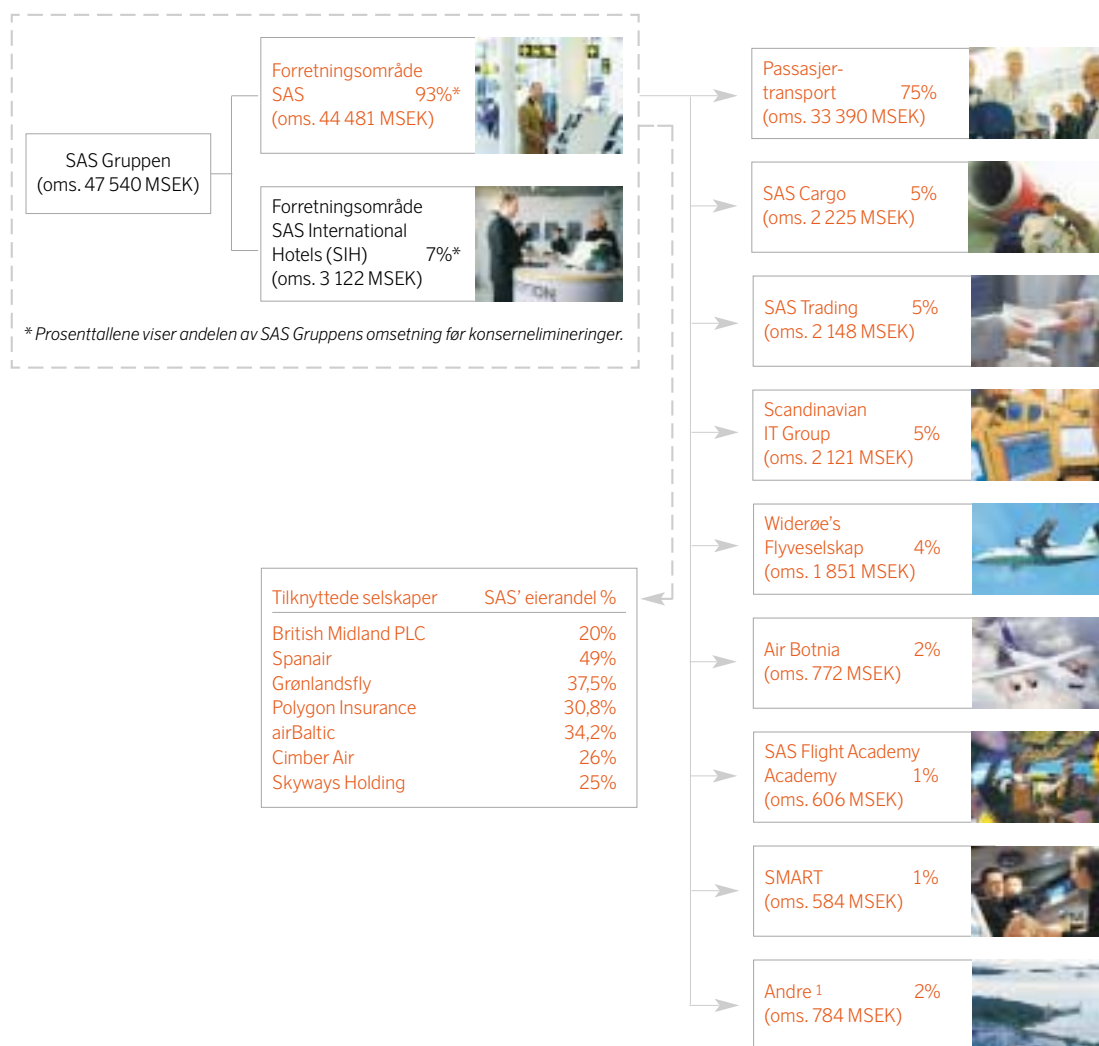 SAS Gruppen
(oms. 47 540 MSEK)
Forretningsområde
SAS 93%*
(oms. 44 481 MSEK)
Forretningsområde
SAS International
Hotels (SIH) 7%*
(oms. 3 122 MSEK)
* Prosenttallene viser andelen av SAS Gruppens omsetning før konsernelimineringer.
Tilknyttede selskaper SAS’ eierandel %
British Midland PLC 20%
Spanair 49%
Grønlandsfly 37,5%
Polygon Insurance 30,8%
airBaltic 34,2%
Cimber Air 26%
Skyways Holding 25%
Passasjer-
transport 75%
(oms. 33 390 MSEK)
SAS Cargo 5%
(oms. 2 225 MSEK)
SAS Trading 5%
(oms. 2 148 MSEK)
Scandinavian
IT Group 5%
(oms. 2 121 MSEK)
Widerøe’s
Flyveselskap 4%
(oms. 1 851 MSEK)
Air Botnia 2%
(oms. 772 MSEK)
SAS Flight Academy
Academy 1%
(oms. 606 MSEK)
SMART 1%
(oms. 584 MSEK)
Andre 1 2%
(oms. 784 MSEK)